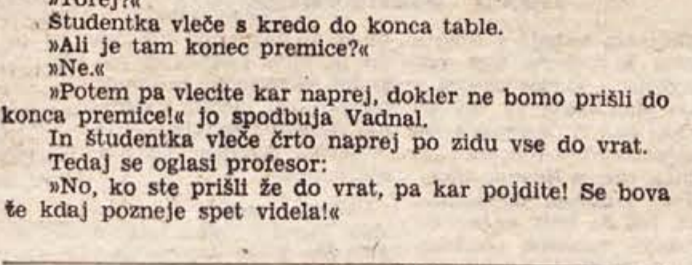 »Torej?«
Študentka vleče s kredo do konca table.
»Ali je tam konec premice?«
»Ne.«
»Potem pa vlecite kar naprej, dokler ne bomo prišli do
konca premice!« jo spodbuja Vadnal.
In študentka vleče črto naprej po zidu vse do vrat.
Tedaj se oglasi profesor:
»No, ko ste prišli že do vrat, pa kar pojdite! Se bova
že kdaj pozneje spet videla!«